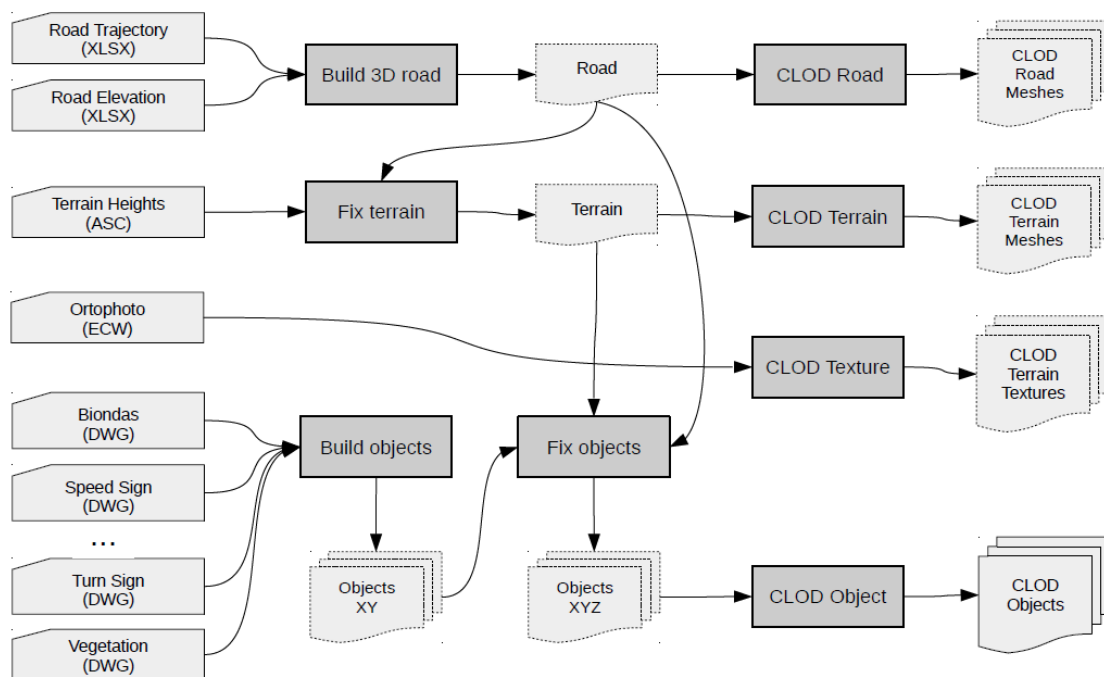 Road Trajectory
(XLSX)
Build 3D road
Road
CLOD Road
CLOD
Road
Meshes
Road Elevation
(XLSX)
Terrain Heights
(ASC)
Fix terrain
Terrain
CLOD Terrain
CLOD
Terrain
Meshes
Ortophoto
(ECW)
CLOD Texture
CLOD
Terrain
Textures
Biondas
(DWG)
Build objects
Fix objects
Speed Sign
(DWG)
...
Turn Sign
(DWG)
Objects
XY
Objects
XYZ
CLOD Object
CLOD
Objects
Vegetation
(DWG)